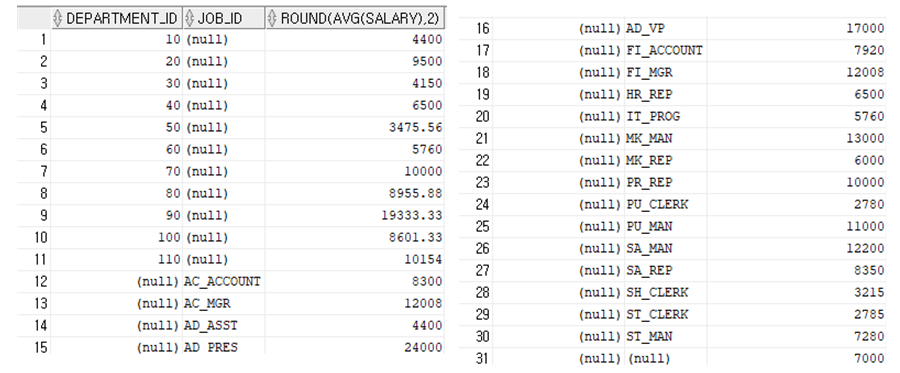 DEPARTMENT_ID JOB_ID ROUND(AVG(SALARY),2)
1 10 (null) 4400
2 20 (null) 9500
3 30 (null) 4150
4 40 (null) 6500
5 50 (null) 3475.56
6 60 (null) 5760
7 70 (null) 10000
8 80 (null) 8955.88
9 90 (null) 19333.33
10 100 (null) 8601.33
11 110 (null) 10154
12 (null) AC_ACCOUNT 8300
13 (null) AC_MGR 12008
14 (null) AD_ASST 4400
15 (null) AD_PRES 24000
16 (null) AD_VP 17000
17 (null) FI_ACCOUNT 7920
18 (null) FI_MGR 12008
19 (null) HR_REP 6500
20 (null) IT_PROG 5760
21 (null) MK_MAN 13000
22 (null) MK_REP 6000
23 (null) PR_REP 10000
24 (null) PU_CLERK 2780
25 (null) PU_MAN 11000
26 (null) SA_MAN 12200
27 (null) SA_REP 8350
28 (null) SH_CLERK 3215
29 (null) ST_CLERK 2785
30 (null) ST_MAN 7280
31 (null) (null) 7000